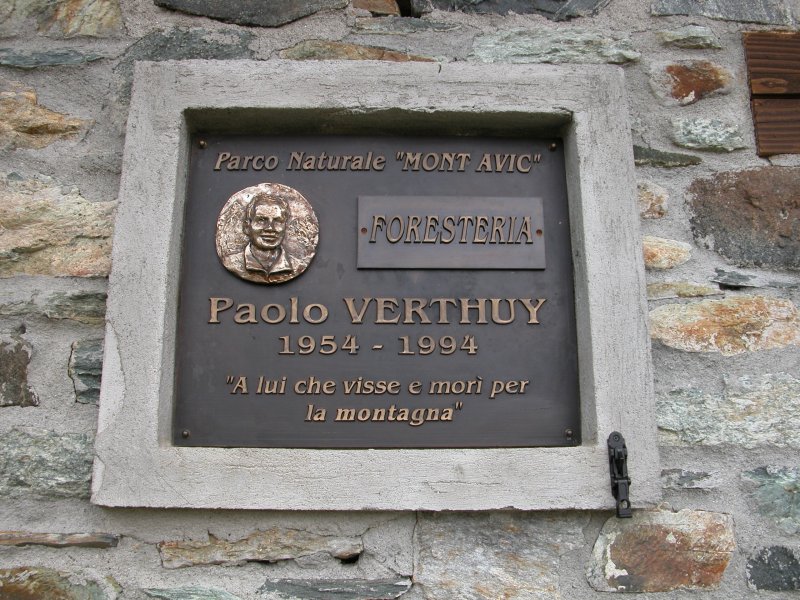 Parco Naturale "MONT AVIC"
FORESTERIA
Paolo VERTHUY
1954 - 1994
"A lui che visse e morì per
la montagna"